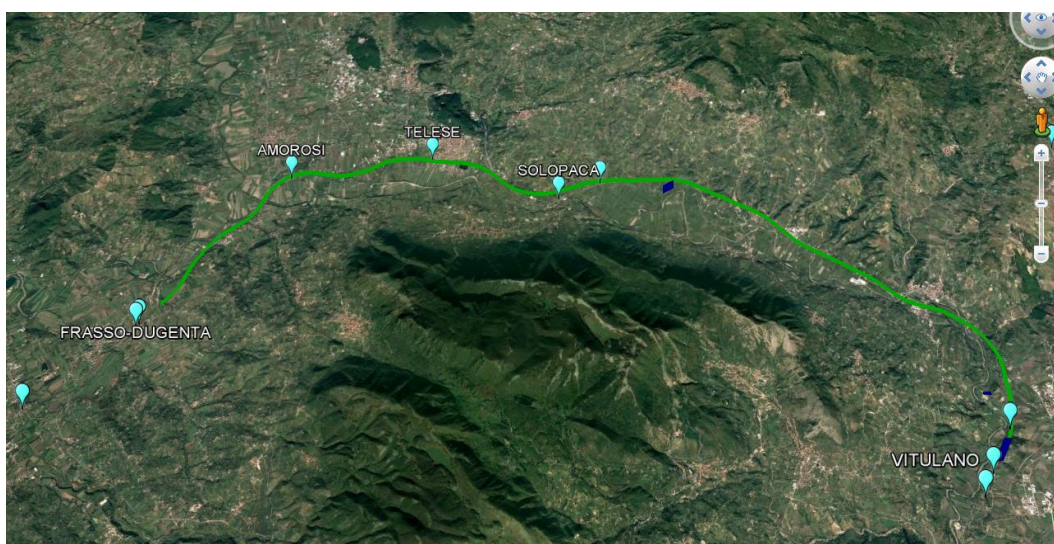 TELESE
AMOROSI
SOLOPACA
FRASSO-DUGENTA
VITULANO